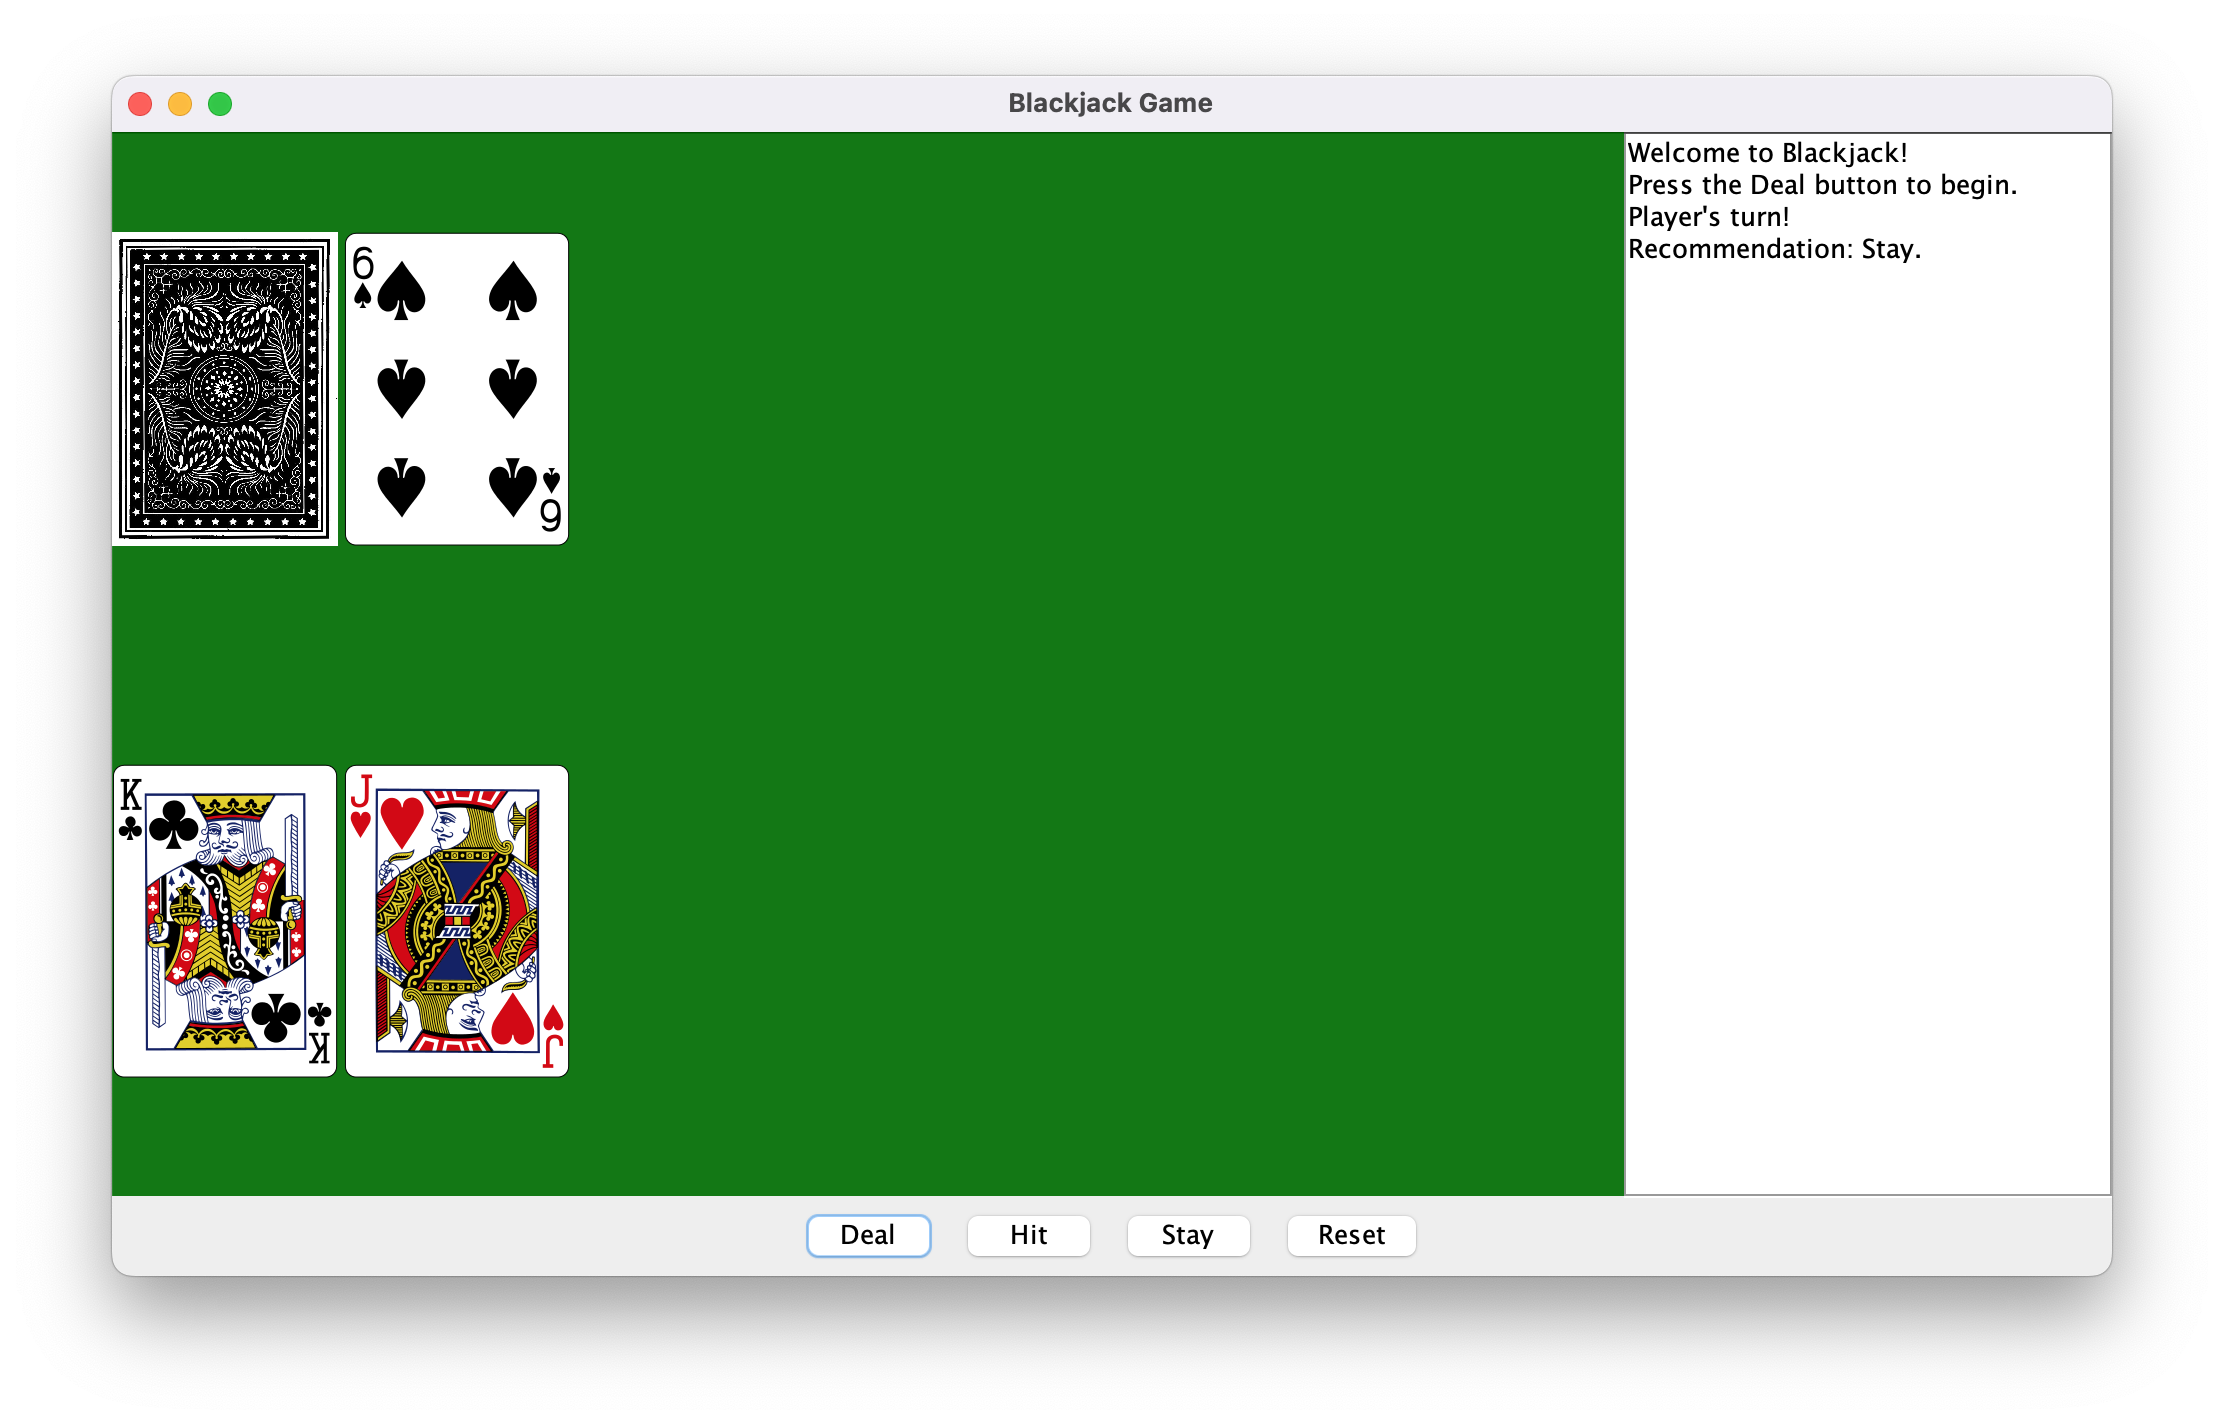 Blackjack Game
Welcome to Blackjack!
Press the Deal button to begin.
Player's turn!
Recommendation: Stay.
6
6
K
J
K
J
Deal
Hit
Stay
Reset